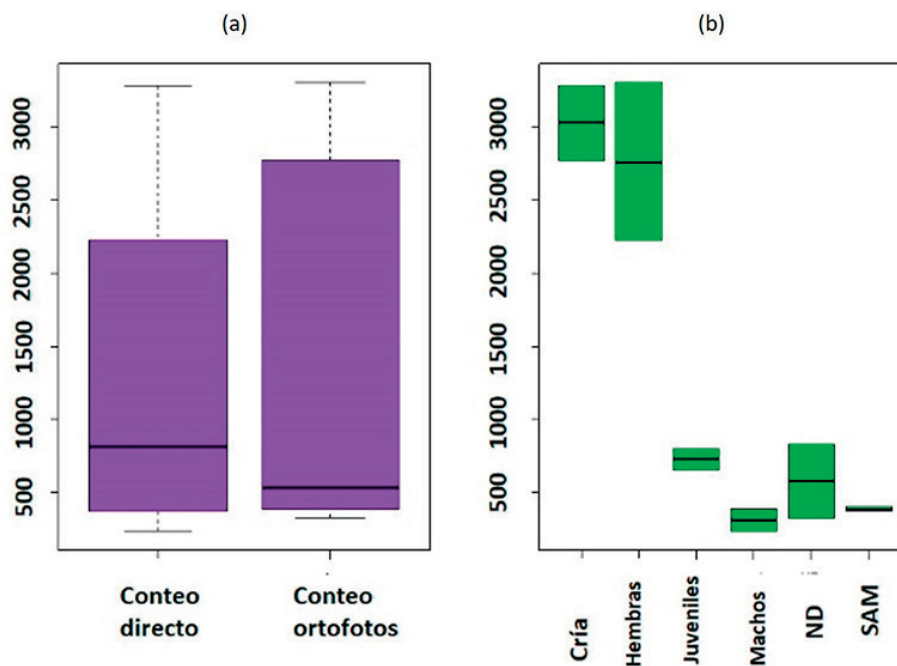 (a)
(b)
3000
2500
2000
1500
1000
500
Conteo
directo
Conteo
ortofotos
3000
2500
2000
1500
1000
500
Cría
Hembras
Juveniles
Machos
ND
SAM